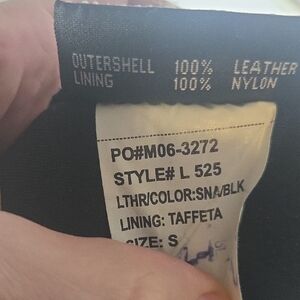 OUTERSHELL 100% LEATHER
LINING 100% NYLON
PO#M06-3272
STYLE# L 525
LTHR/COLOR:SNA/BLK
LINING: TAFFETA
SIZE: S